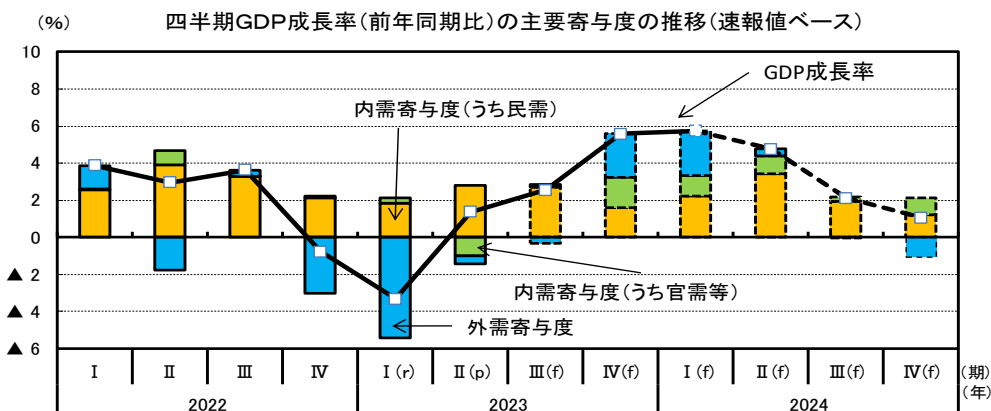 四半期GDP成長率(前年同期比)の主要寄与度の推移(速報値ベース)
(%)
10
8
6
4
2
0
▲ 2
▲ 4
▲ 6
GDP成長率
内需寄与度(うち民需)
内需寄与度(うち官需等)
外需寄与度
Ⅰ Ⅱ Ⅲ Ⅳ Ⅰ(r) Ⅱ(p) Ⅲ(f) Ⅳ(f) Ⅰ(f) Ⅱ(f) Ⅲ(f) Ⅳ(f) (期)
2022 2023 2024 (年)